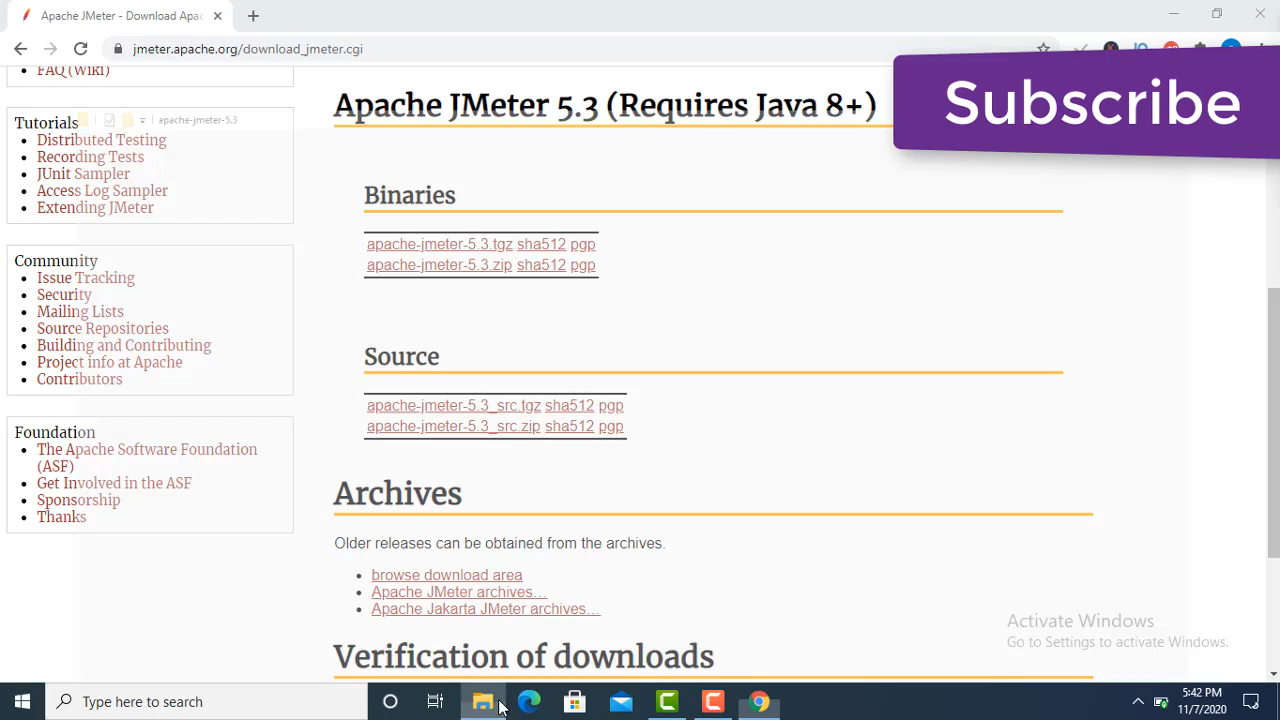 Apache JMeter - Download Apac
jmeter.apache.org/download_jmeter.cgi
Subscribe
FAQ (Wiki)
Tutorials
apache-jmeter-5.3
Distributed Testing
Recording Tests
JUnit Sampler
Access Log Sampler
Extending JMeter
Community
Issue Tracking
Security
Mailing Lists
Source Repositories
Building and Contributing
Project info at Apache
Contributors
Foundation
The Apache Software Foundation
(ASF)
Get Involved in the ASF
Sponsorship
Thanks
Apache JMeter 5.3 (Requires Java 8+)
Binaries
apache-jmeter-5.3.tgz sha512 pgp
apache-jmeter-5.3.zip sha512 pgp
Source
apache-jmeter-5.3_src.tgz sha512 pgp
apache-jmeter-5.3_src.zip sha512 pgp
Archives
Older releases can be obtained from the archives.
browse download area
Apache JMeter archives…
Apache Jakarta JMeter archives…
Verification of downloads
Activate Windows
Go to Settings to activate Windows.
Type here to search
5:42 PM
11/7/2020